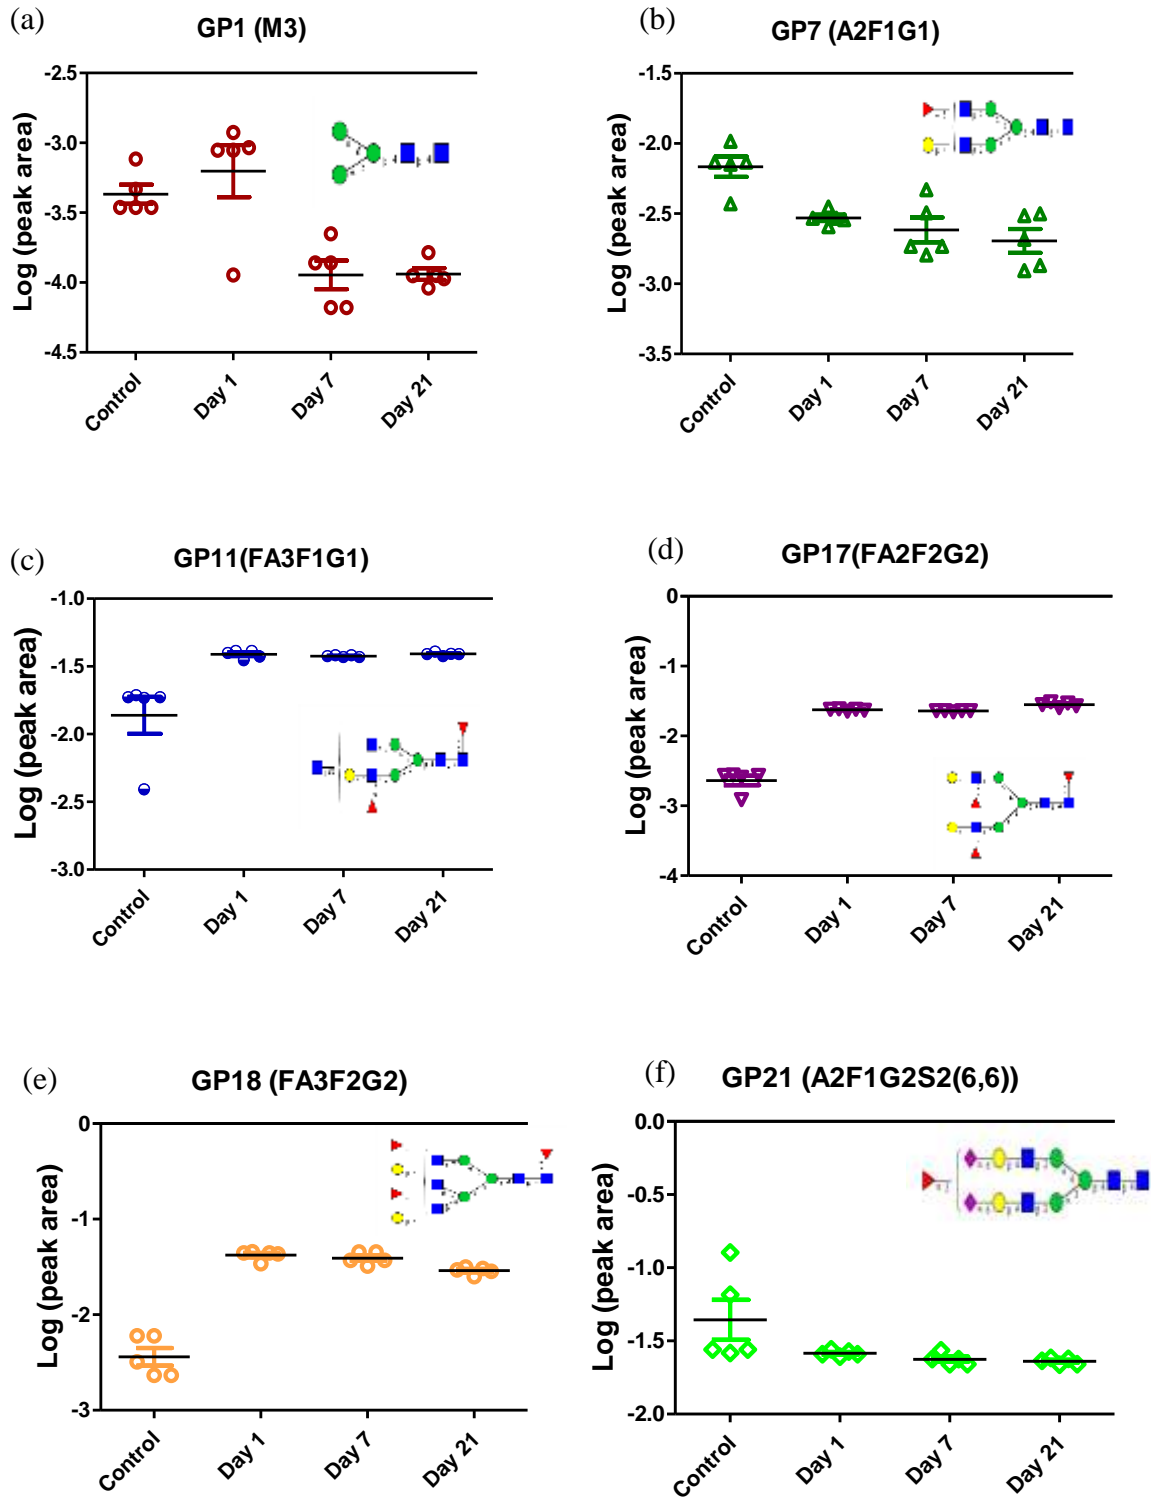 (a)
GP1 (M3)
Log (peak area)
-2.5
-3.0
-3.5
-4.0
-4.5
Control
Day 1
Day 7
Day 21
(b)
GP7 (A2F1G1)
Log (peak area)
-1.5
-2.0
-2.5
-3.0
-3.5
Control
Day 1
Day 7
Day 21
(c)
GP11(FA3F1G1)
Log (peak area)
-1.0
-1.5
-2.0
-2.5
-3.0
Control
Day 1
Day 7
Day 21
(d)
GP17(FA2F2G2)
Log (peak area)
0
-1
-2
-3
-4
Control
Day 1
Day 7
Day 21
(e)
GP18 (FA3F2G2)
Log (peak area)
0
-1
-2
-3
Control
Day 1
Day 7
Day 21
(f)
GP21 (A2F1G2S2(6,6))
Log (peak area)
0.0
-0.5
-1.0
-1.5
-2.0
Control
Day 1
Day 7
Day 21